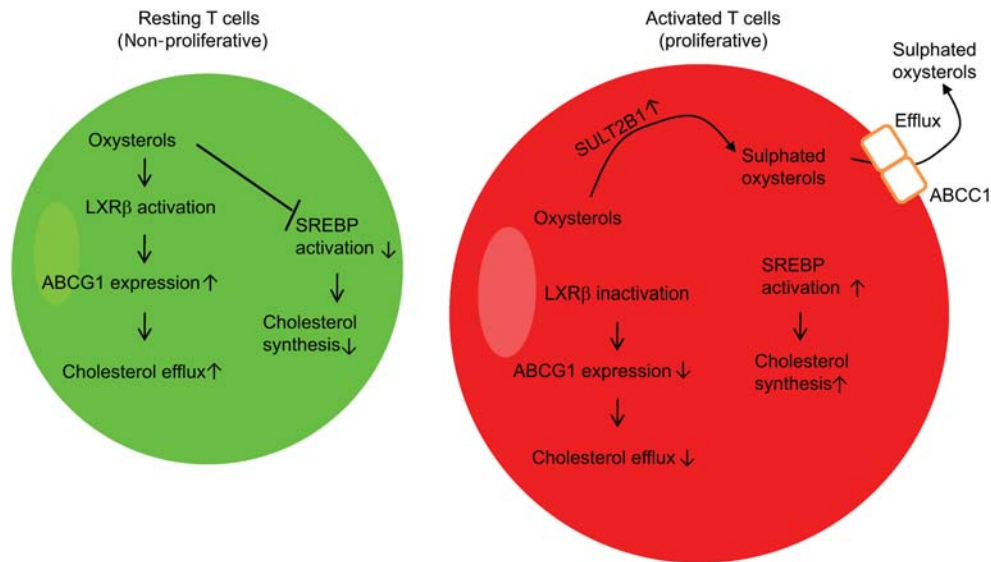 Resting T cells
(Non-proliferative)
Oxysterols
LXRβ activation
SREBP
activation ↓
ABCG1 expression ↑
Cholesterol
synthesis ↓
Cholesterol efflux ↑
Activated T cells
(proliferative)
Sulphated
oxysterols
Efflux
SULT2B1 ↑
Sulphated
oxysterols
ABCC1
Oxysterols
LXRβ inactivation
SREBP
activation ↑
ABCG1 expression ↓
Cholesterol
synthesis ↑
Cholesterol efflux ↓